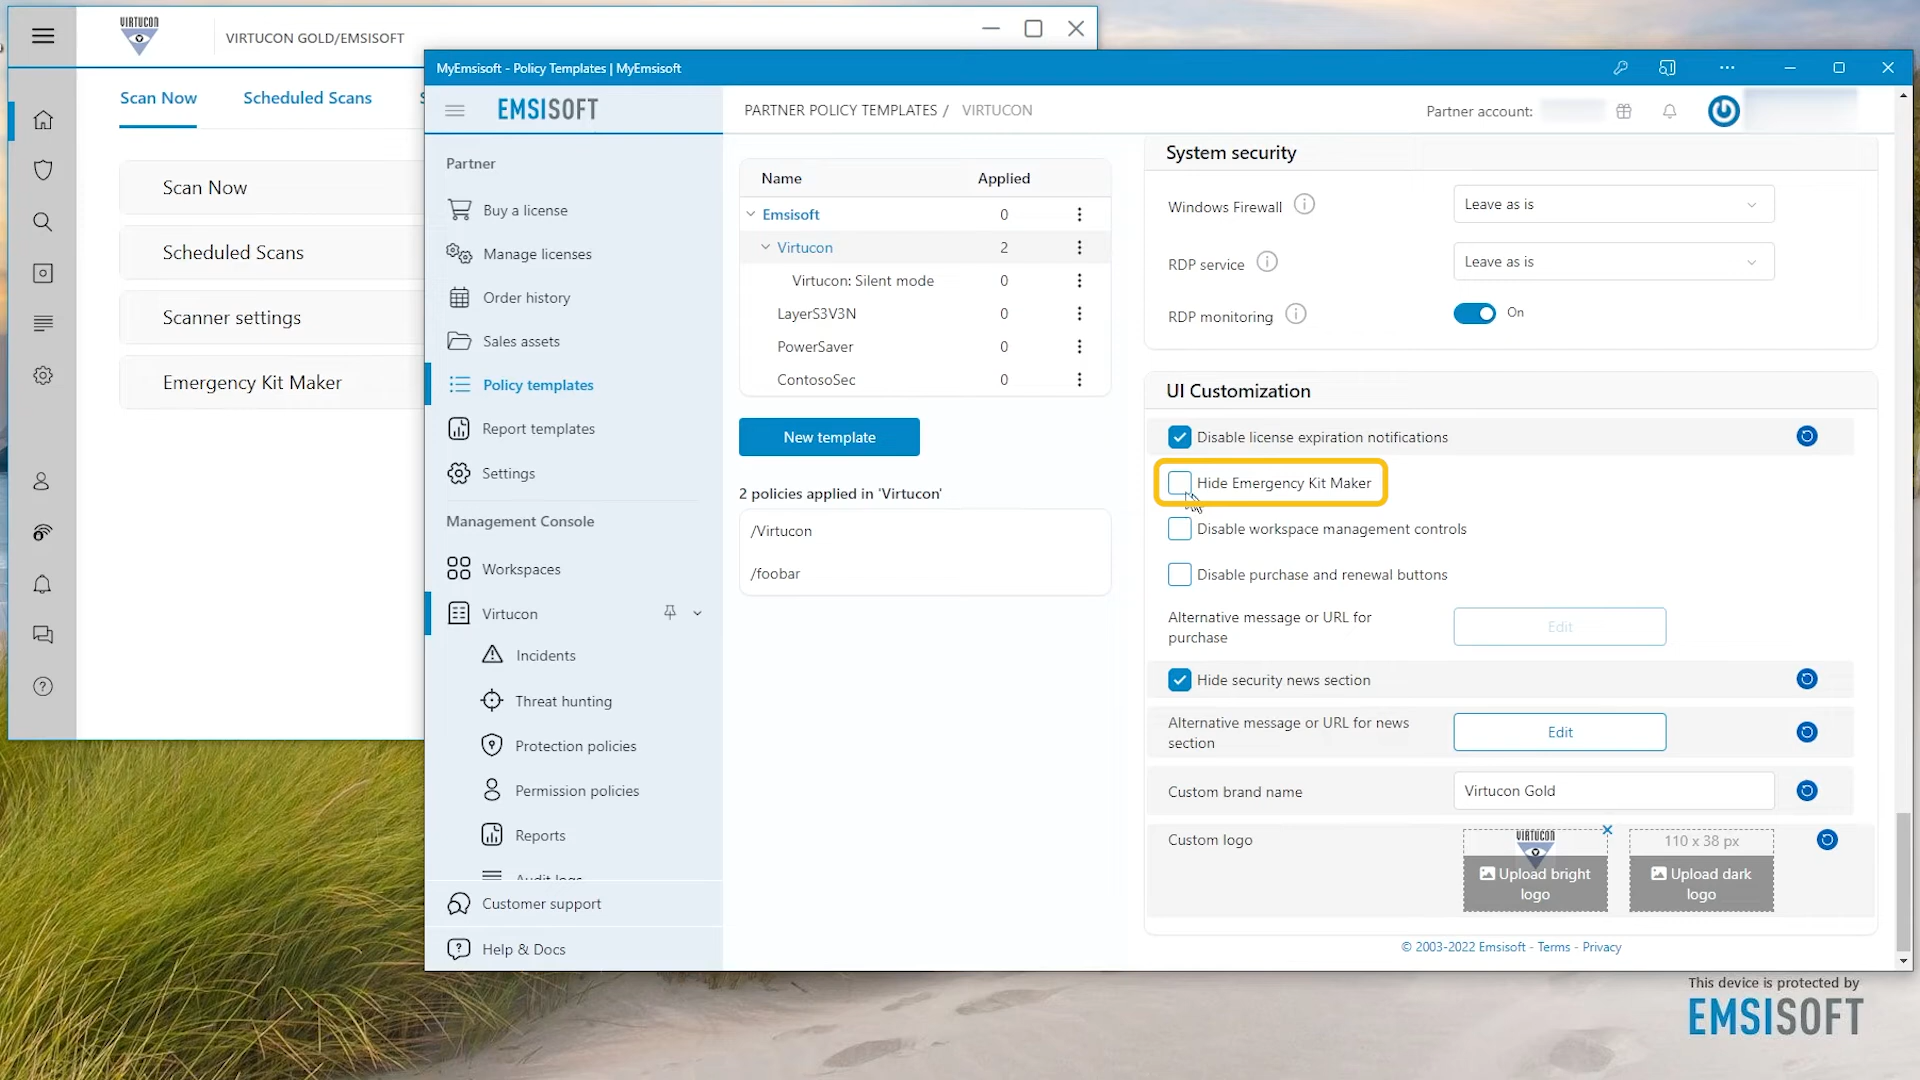 VIRTUCON
VIRTUCON GOLD/EMSISOFT
Scan Now
Scheduled Scans
Scan Now
Scheduled Scans
Scanner settings
Emergency Kit Maker
MyEmsisoft - Policy Templates | MyEmsisoft
EMSISOFT
PARTNER POLICY TEMPLATES / VIRTUCON
Partner account:
Partner
Buy a license
Manage licenses
Order history
Sales assets
Policy templates
Report templates
Settings
Management Console
Workspaces
Virtucon
Incidents
Threat hunting
Protection policies
Permission policies
Reports
Audit logs
Customer support
Help & Docs
Name Applied
Emsisoft 0
Virtucon 2
Virtucon: Silent mode 0
LayerS3V3N 0
PowerSaver 0
ContosoSec 0
New template
2 policies applied in 'Virtucon'
/Virtucon
/foobar
System security
Windows Firewall Leave as is
RDP service Leave as is
RDP monitoring On
UI Customization
Disable license expiration notifications
Hide Emergency Kit Maker
Disable workspace management controls
Disable purchase and renewal buttons
Alternative message or URL for
purchase
Edit
Hide security news section
Alternative message or URL for news
section
Edit
Custom brand name Virtucon Gold
Custom logo
VIRTUCON
Upload bright
logo
110 x 38 px
Upload dark
logo
© 2003-2022 Emsisoft - Terms - Privacy
This device is protected by
EMSISOFT